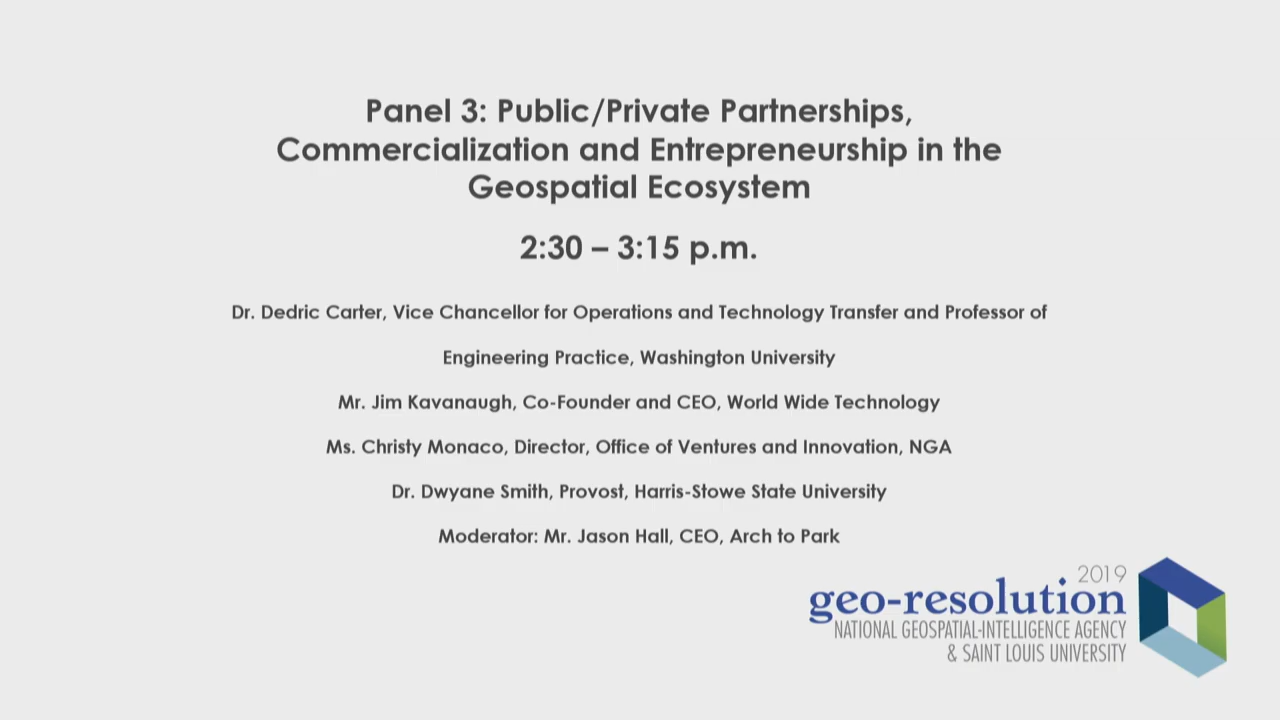 Panel 3: Public/Private Partnerships,
Commercialization and Entrepreneurship in the
Geospatial Ecosystem
2:30 – 3:15 p.m.
Dr. Dedric Carter, Vice Chancellor for Operations and Technology Transfer and Professor of
Engineering Practice, Washington University
Mr. Jim Kavanaugh, Co-Founder and CEO, World Wide Technology
Ms. Christy Monaco, Director, Office of Ventures and Innovation, NGA
Dr. Dwyane Smith, Provost, Harris-Stowe State University
Moderator: Mr. Jason Hall, CEO, Arch to Park
2019
geo-resolution
NATIONAL GEOSPATIAL-INTELLIGENCE AGENCY
& SAINT LOUIS UNIVERSITY